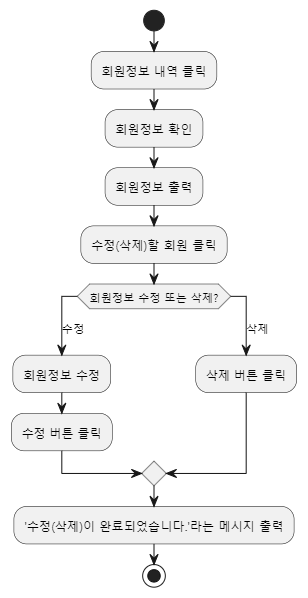 회원정보 내역 클릭
회원정보 확인
회원정보 출력
수정(삭제)할 회원 클릭
회원정보 수정 또는 삭제?
수정
삭제
회원정보 수정
삭제 버튼 클릭
수정 버튼 클릭
'수정(삭제)이 완료되었습니다.'라는 메시지 출력